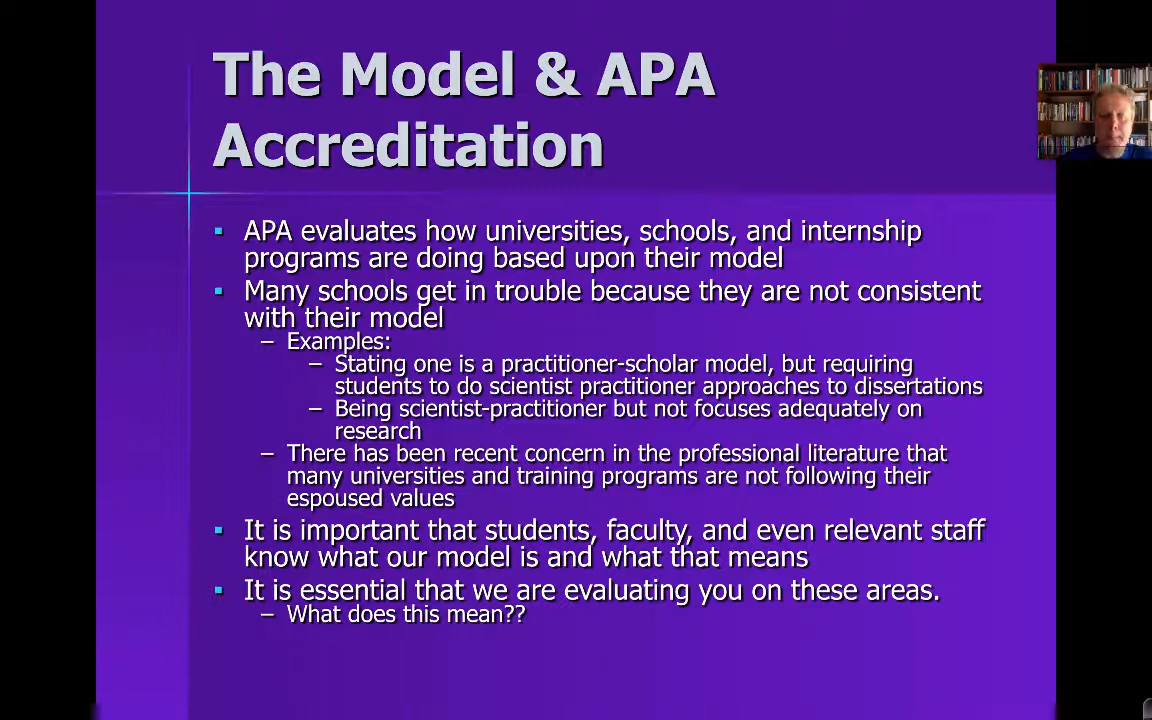 The Model & APA
Accreditation
▪ APA evaluates how universities, schools, and internship
programs are doing based upon their model
▪ Many schools get in trouble because they are not consistent
with their model
– Examples:
– Stating one is a practitioner-scholar model, but requiring
students to do scientist practitioner approaches to dissertations
– Being scientist-practitioner but not focuses adequately on
research
– There has been recent concern in the professional literature that
many universities and training programs are not following their
espoused values
▪ It is important that students, faculty, and even relevant staff
know what our model is and what that means
▪ It is essential that we are evaluating you on these areas.
– What does this mean??